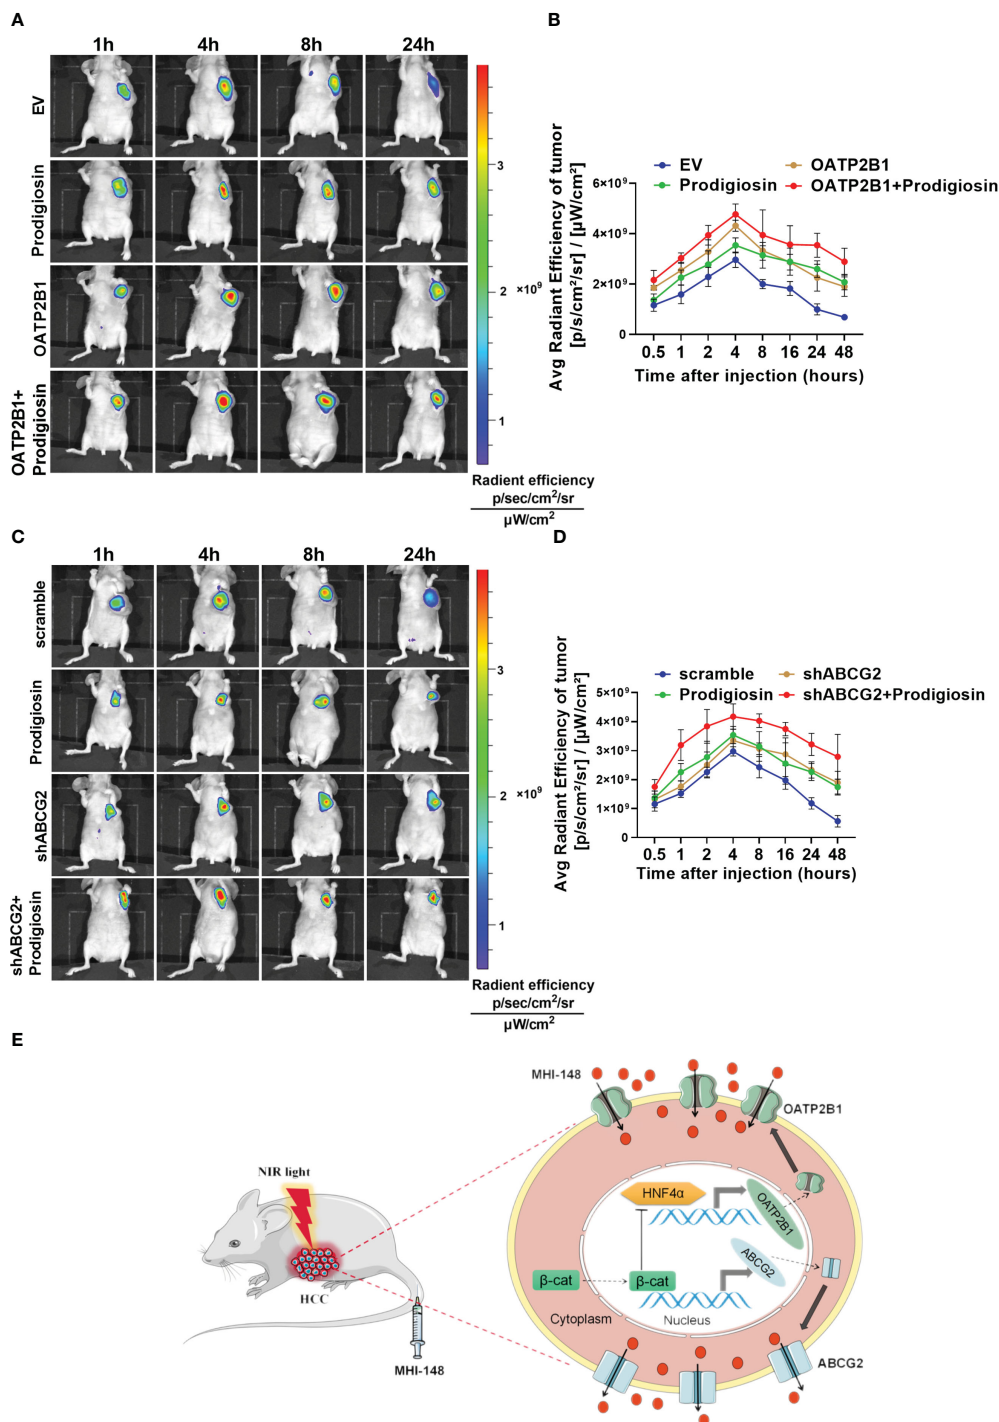 A
1h 4h 8h 24h
EV
Prodigiosin
OATP2B1
OATP2B1+
Prodigiosin
3
2 ×10⁹
1
Radient efficiency
p/sec/cm²/sr
µW/cm²
B
EV
OATP2B1
Prodigiosin
OATP2B1+Prodigiosin
Avg Radiant Efficiency of tumor
[p/s/cm²/sr] / [µW/cm²]
6×10⁹
4×10⁹
2×10⁹
0
0.5 1 2 4 8 16 24 48
Time after injection (hours)
C
1h 4h 8h 24h
scramble
Prodigiosin
shABCG2
shABCG2+
Prodigiosin
3
2 ×10⁹
1
Radient efficiency
p/sec/cm²/sr
µW/cm²
D
scramble
shABCG2
Prodigiosin
shABCG2+Prodigiosin
Avg Radiant Efficiency of tumor
[p/s/cm²/sr] / [µW/cm²]
5×10⁹
4×10⁹
3×10⁹
2×10⁹
1×10⁹
0
0.5 1 2 4 8 16 24 48
Time after injection (hours)
E
NIR light
HCC
MHI-148
MHI-148
OATP2B1
HNF4α
OATP2B1
ABCG2
β-cat
β-cat
Cytoplasm
Nucleus
ABCG2